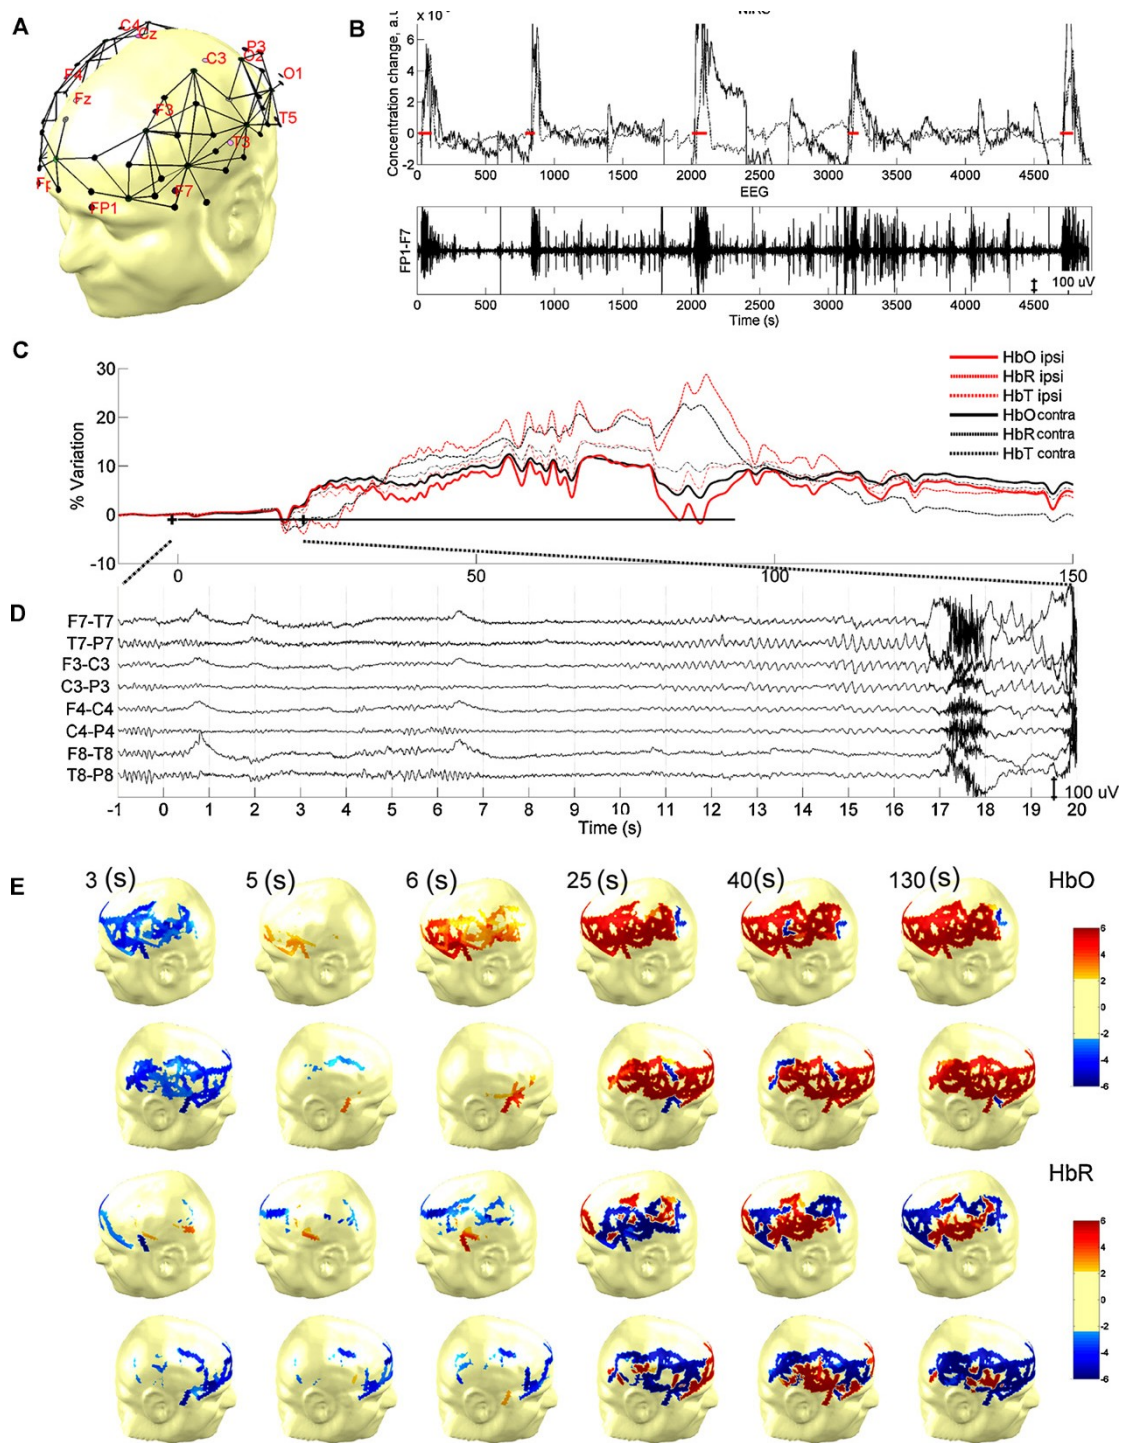 A
C4
Cz
P3
Oz
C3
O1
F4
Fz
F3
T5
T3
F7
FP1
B
x 10
Concentration change, a.u
6
4
2
0
-2
0 500 1000 1500 2000 2500 3000 3500 4000 4500
EEG
FP1-F7
100 uV
0 500 1000 1500 2000 2500 3000 3500 4000 4500
Time (s)
C
% Variation
30
20
10
0
-10
0 50 100 150
HbO ipsi
HbR ipsi
HbT ipsi
HbO contra
HbR contra
HbT contra
D
F7-T7
T7-P7
F3-C3
C3-P3
F4-C4
C4-P4
F8-T8
T8-P8
100 uV
-1 0 1 2 3 4 5 6 7 8 9 10 11 12 13 14 15 16 17 18 19 20
Time (s)
E
3 (s) 5 (s) 6 (s) 25 (s) 40 (s) 130 (s) HbO
6
4
2
0
-2
-4
-6
HbR
6
4
2
0
-2
-4
-6